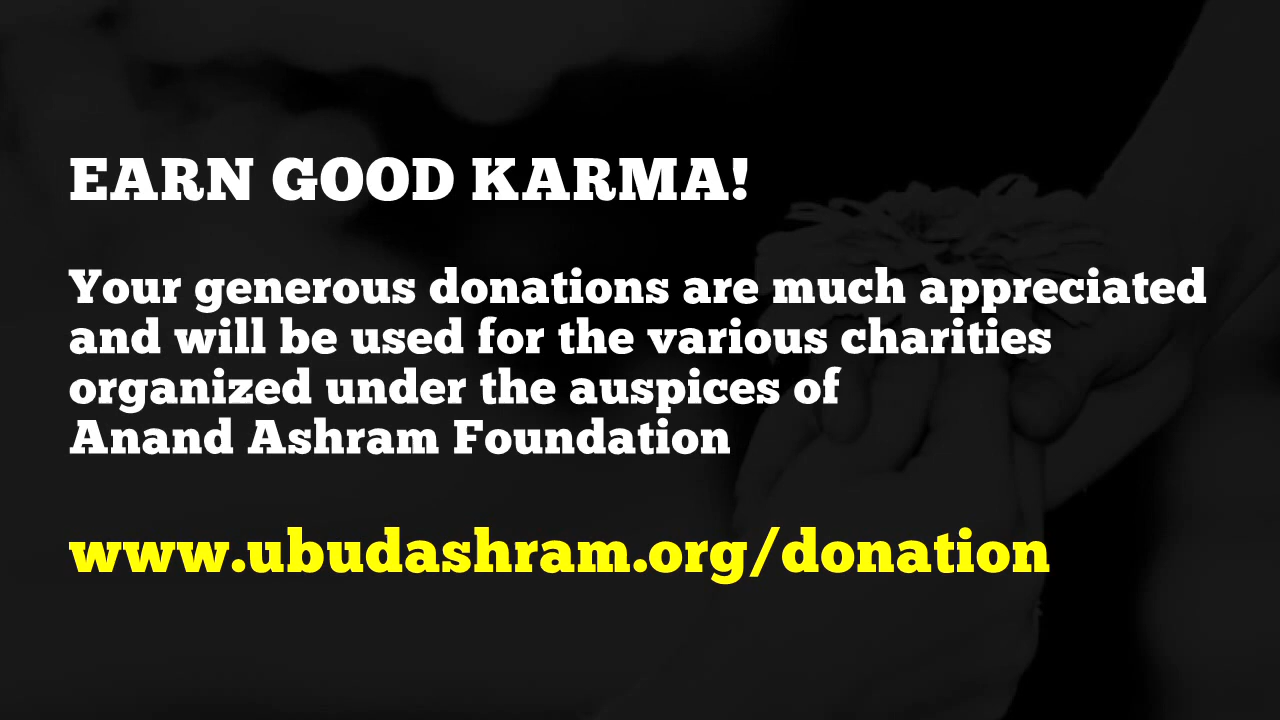 EARN GOOD KARMA!
Your generous donations are much appreciated
and will be used for the various charities
organized under the auspices of
Anand Ashram Foundation
www.ubudashram.org/donation